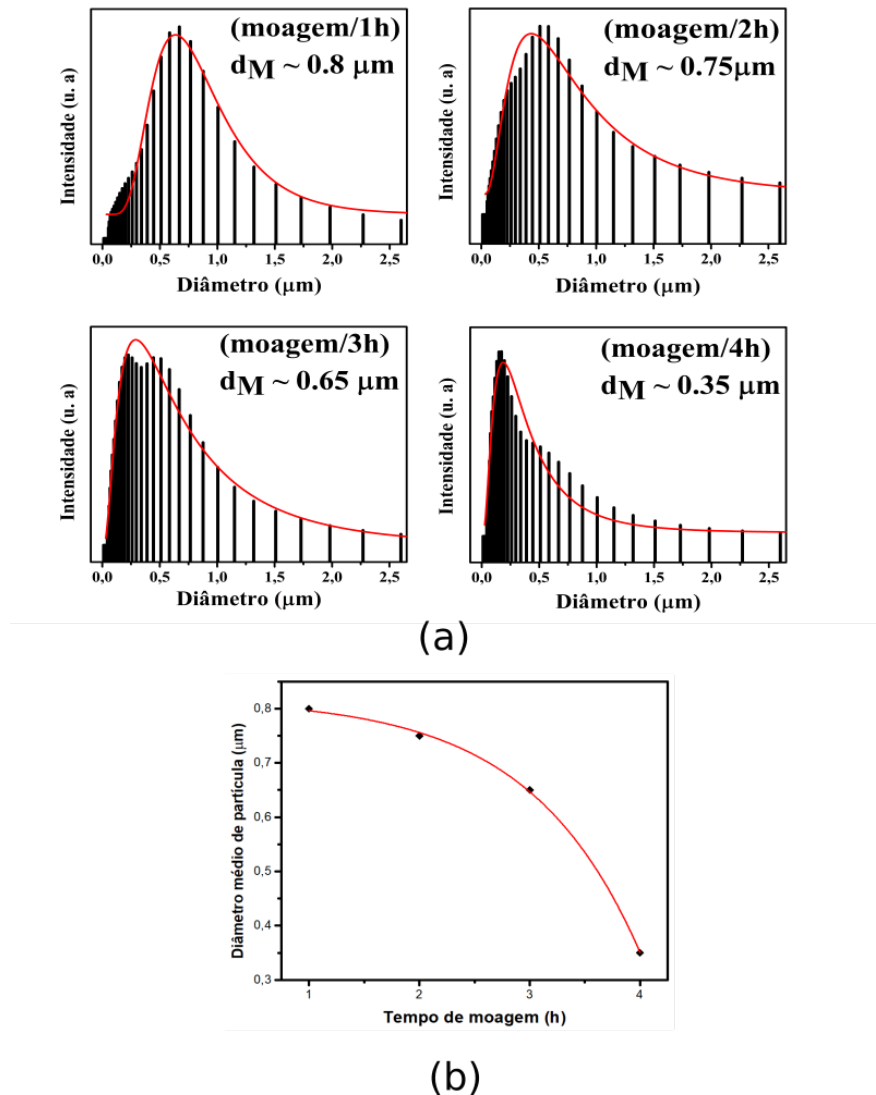 (moagem/1h)
dM ~ 0.8 µm
Intensidade (u. a)
0,0 0,5 1,0 1,5 2,0 2,5
Diâmetro (µm)
(moagem/2h)
dM ~ 0.75µm
Intensidade (u. a)
0,0 0,5 1,0 1,5 2,0 2,5
Diâmetro (µm)
(moagem/3h)
dM ~ 0.65 µm
Intensidade (u. a)
0,0 0,5 1,0 1,5 2,0 2,5
Diâmetro (µm)
(moagem/4h)
dM ~ 0.35 µm
Intensidade (u. a)
0,0 0,5 1,0 1,5 2,0 2,5
Diâmetro (µm)
(a)
Diâmetro médio de partícula (µm)
0,8
0,7
0,6
0,5
0,4
0,3
1 2 3 4
Tempo de moagem (h)
(b)